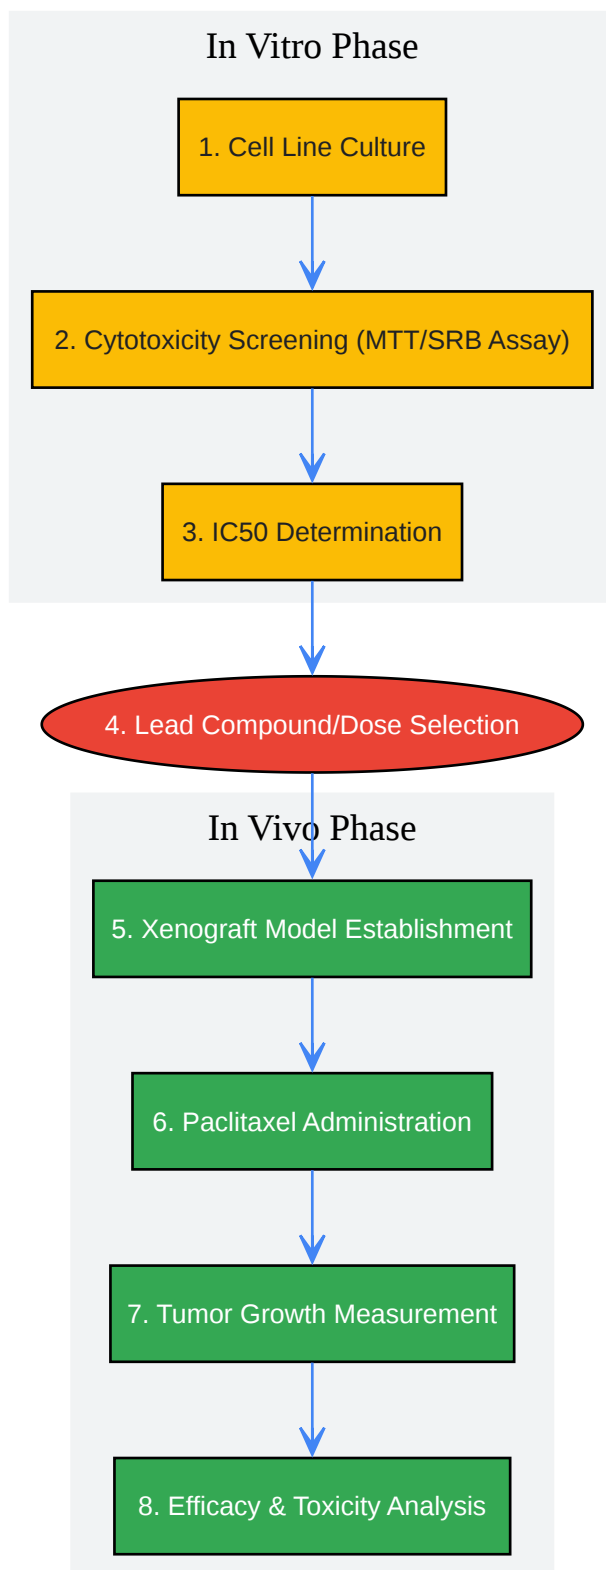 In Vitro Phase
1. Cell Line Culture
2. Cytotoxicity Screening (MTT/SRB Assay)
3. IC50 Determination
4. Lead Compound/Dose Selection
In Vivo Phase
5. Xenograft Model Establishment
6. Paclitaxel Administration
7. Tumor Growth Measurement
8. Efficacy & Toxicity Analysis